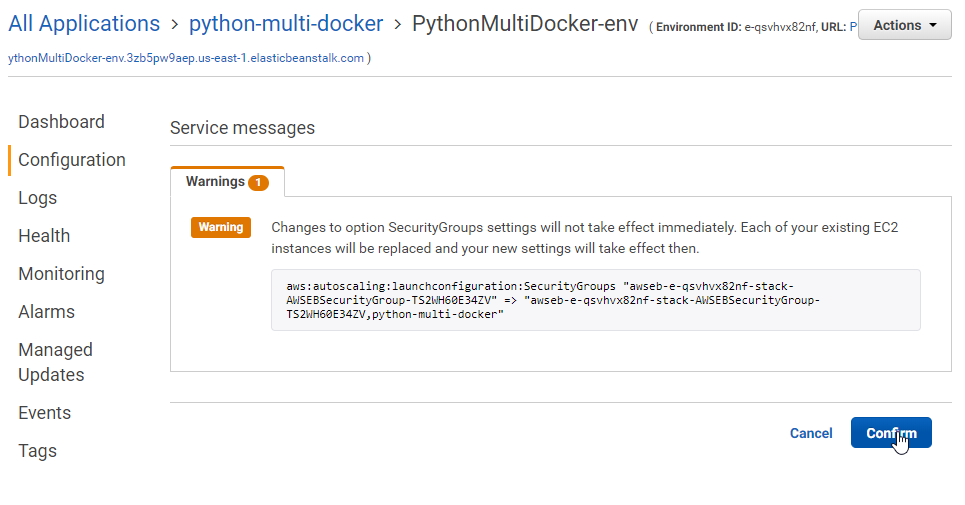 All Applications > python-multi-docker > PythonMultiDocker-env ( Environment ID: e-qsvhvx82nf, URL: P
ythonMultiDocker-env.3zb5pw9aep.us-east-1.elasticbeanstalk.com )
Actions
Dashboard
Configuration
Logs
Health
Monitoring
Alarms
Managed
Updates
Events
Tags
Service messages
Warnings 1
Warning
Changes to option SecurityGroups settings will not take effect immediately. Each of your existing EC2
instances will be replaced and your new settings will take effect then.
aws:autoscaling:launchconfiguration:SecurityGroups "awseb-e-qsvhvx82nf-stack-
AWSEBSecurityGroup-TS2WH60E34ZV" => "awseb-e-qsvhvx82nf-stack-AWSEBSecurityGroup-
TS2WH60E34ZV,python-multi-docker"
Cancel
Confirm